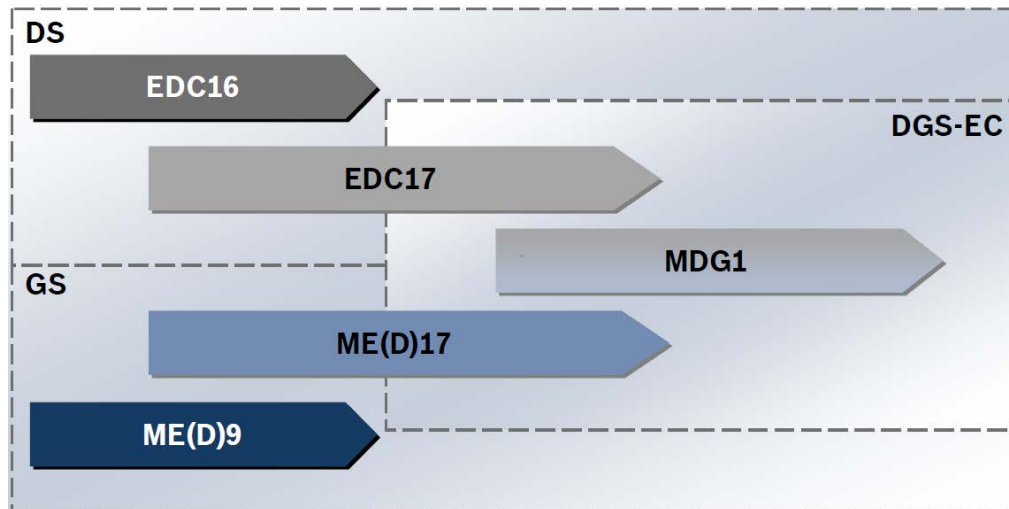 DS
EDC16
DGS-EC
EDC17
MDG1
GS
ME(D)17
ME(D)9